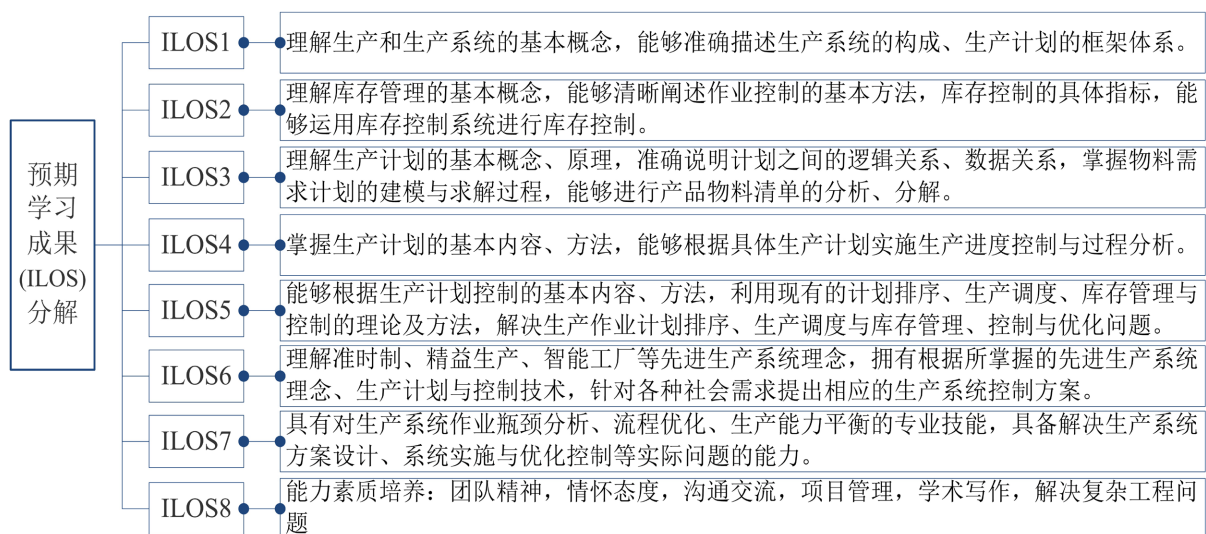 预期
学习
成果
(ILOS)
分解
ILOS1
理解生产和生产系统的基本概念，能够准确描述生产系统的构成、生产计划的框架体系。
ILOS2
理解库存管理的基本概念，能够清晰阐述作业控制的基本方法，库存控制的具体指标，能
够运用库存控制系统进行库存控制。
ILOS3
理解生产计划的基本概念、原理，准确说明计划之间的逻辑关系、数据关系，掌握物料需
求计划的建模与求解过程，能够进行产品物料清单的分析、分解。
ILOS4
掌握生产计划的基本内容、方法，能够根据具体生产计划实施生产进度控制与过程分析。
ILOS5
能够根据生产计划控制的基本内容、方法，利用现有的计划排序、生产调度、库存管理与
控制的理论及方法，解决生产作业计划排序、生产调度与库存管理、控制与优化问题。
ILOS6
理解准时制、精益生产、智能工厂等先进生产系统理念，拥有根据所掌握的先进生产系统
理念、生产计划与控制技术，针对各种社会需求提出相应的生产系统控制方案。
ILOS7
具有对生产系统作业瓶颈分析、流程优化、生产能力平衡的专业技能，具备解决生产系统
方案设计、系统实施与优化控制等实际问题的能力。
ILOS8
能力素质培养：团队精神，情怀态度，沟通交流，项目管理，学术写作，解决复杂工程问
题